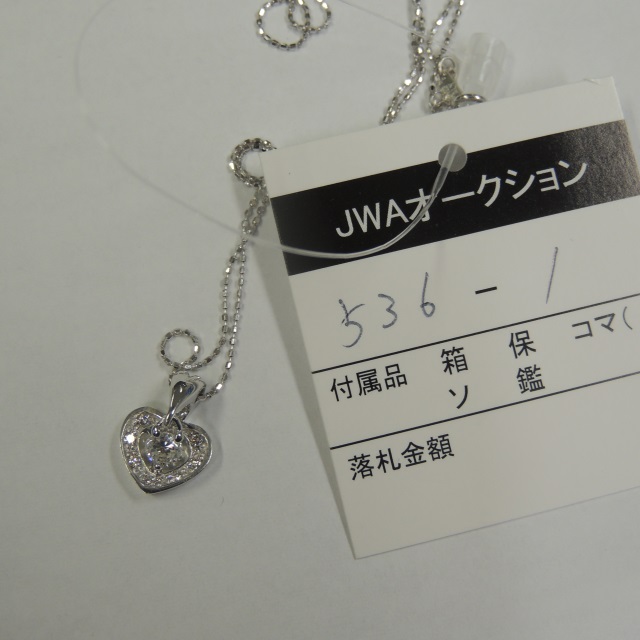 JWAオークション
536-1
付属品 箱 保 コマ(
ソ 鑑
落札金額